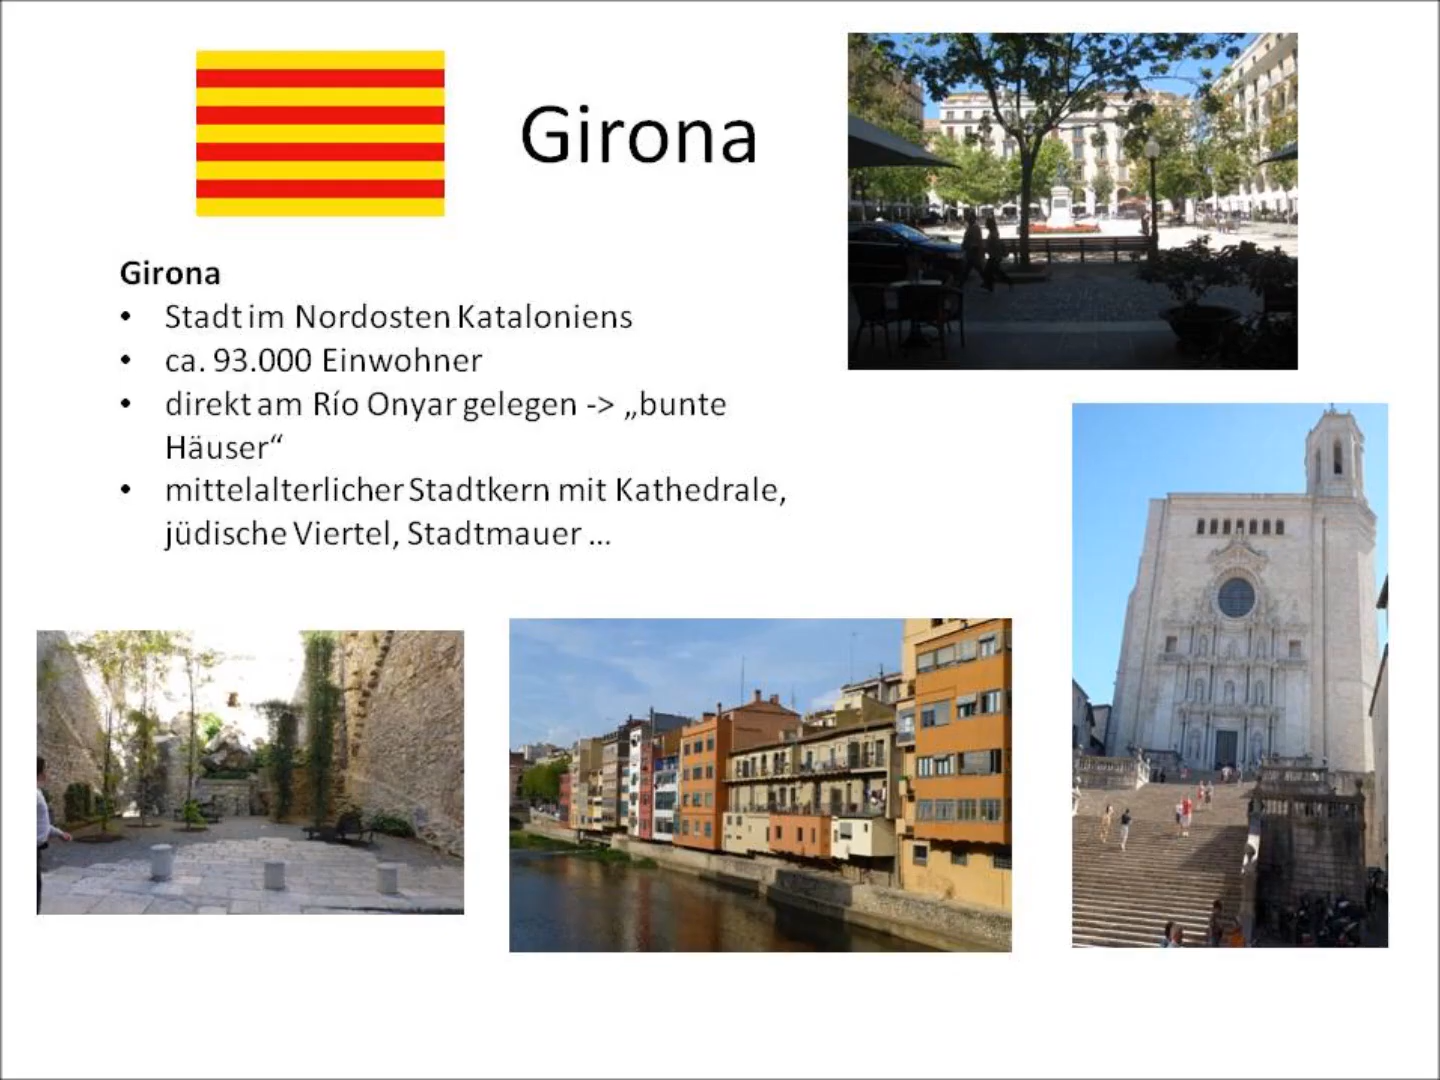 Girona
Girona
• Stadt im Nordosten Kataloniens
• ca. 93.000 Einwohner
• direkt am Río Onyar gelegen -> „bunte
Häuser“
• mittelalterlicher Stadtkern mit Kathedrale,
jüdische Viertel, Stadtmauer ...